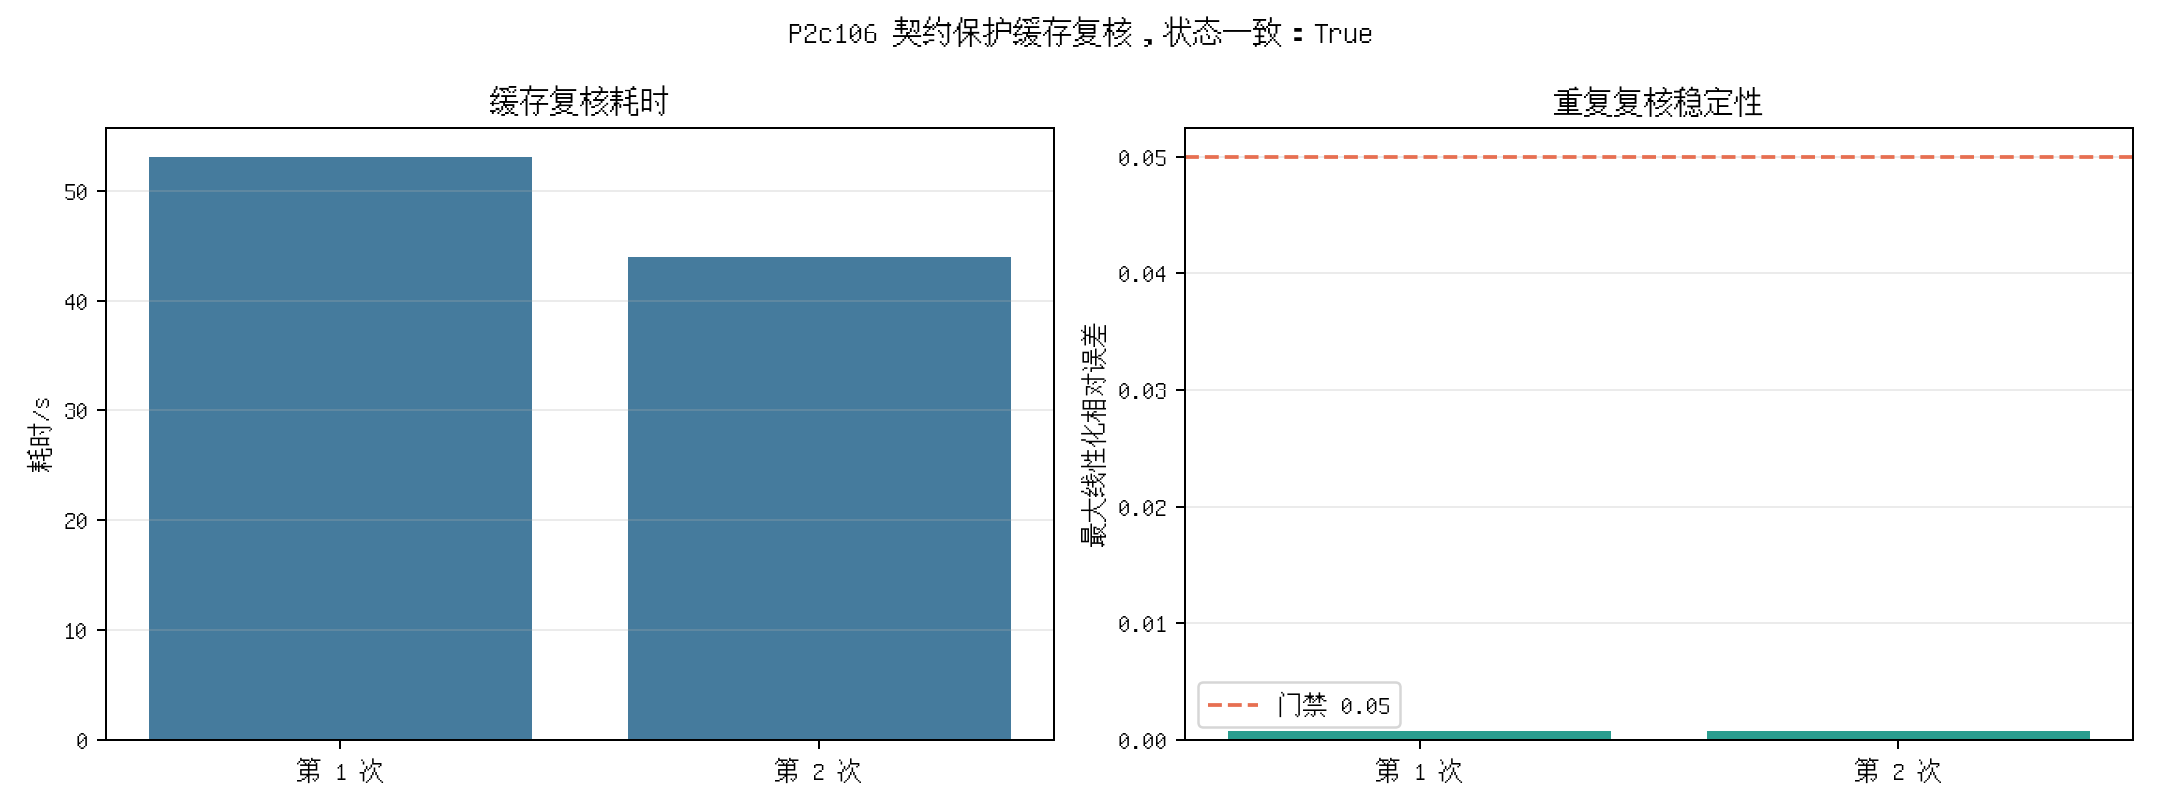 P2c106 契约保护缓存复核，状态一致：True
缓存复核耗时
耗时/s
50
40
30
20
10
0
第 1 次
第 2 次
重复复核稳定性
最大线性化相对误差
0.05
0.04
0.03
0.02
0.01
0.00
门禁 0.05
第 1 次
第 2 次